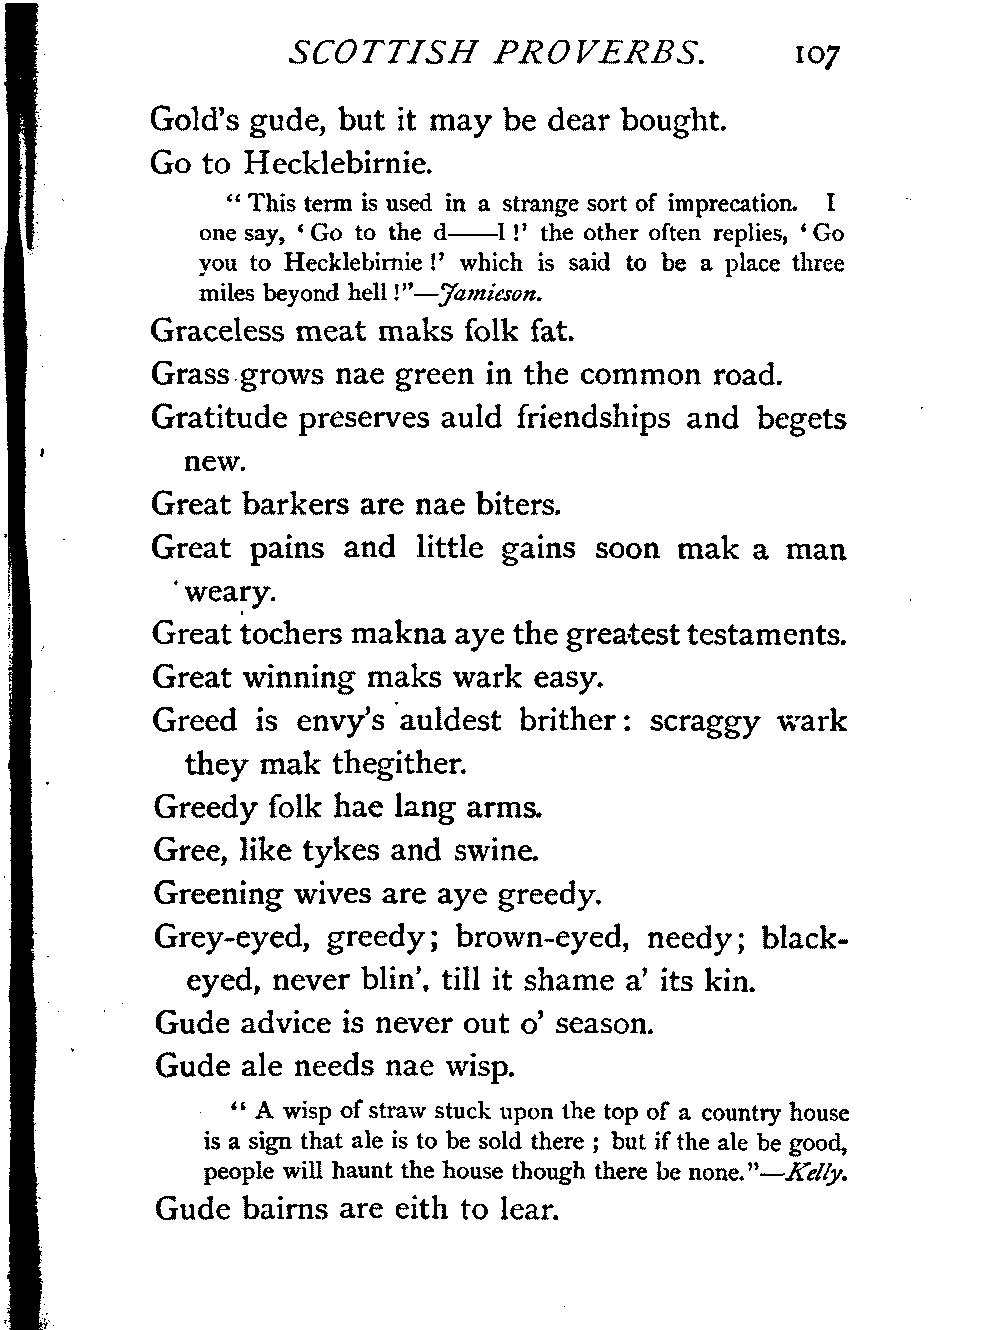 SCOTTISH PROVERBS. 107
Gold's gude, but it may be dear bought.
Go to Hecklebirnie.
“ This term is used in a strange sort of imprecation. I
one say, ‘ Go to the d——l !’ the other often replies, ‘ Go
you to Hecklebirnie !’ which is said to be a place three
miles beyond hell !”—Jamieson.
Graceless meat maks folk fat.
Grass grows nae green in the common road.
Gratitude preserves auld friendships and begets
new.
Great barkers are nae biters.
Great pains and little gains soon mak a man
weary.
Great tochers makna aye the greatest testaments.
Great winning maks wark easy.
Greed is envy's auldest brither: scraggy wark
they mak thegither.
Greedy folk hae lang arms.
Gree, like tykes and swine.
Greening wives are aye greedy.
Grey-eyed, greedy; brown-eyed, needy; black-
eyed, never blin', till it shame a' its kin.
Gude advice is never out o' season.
Gude ale needs nae wisp.
“ A wisp of straw stuck upon the top of a country house
is a sign that ale is to be sold there ; but if the ale be good,
people will haunt the house though there be none.”—Kelly.
Gude bairns are eith to lear.